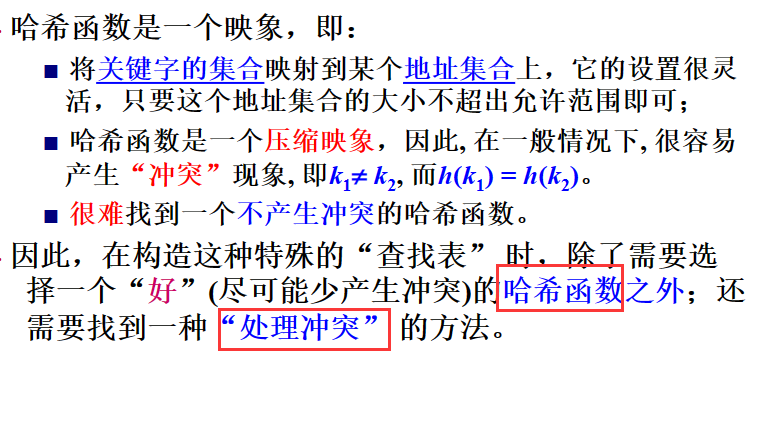 哈希函数是一个映象，即：
■ 将关键字的集合映射到某个地址集合上，它的设置很灵
活，只要这个地址集合的大小不超出允许范围即可；
■ 哈希函数是一个压缩映象，因此, 在一般情况下, 很容易
产生“冲突”现象, 即k₁≠ k₂, 而h(k₁) = h(k₂)。
■ 很难找到一个不产生冲突的哈希函数。
因此，在构造这种特殊的“查找表” 时，除了需要选
择一个“好”(尽可能少产生冲突)的哈希函数之外；还
需要找到一种 “处理冲突” 的方法。